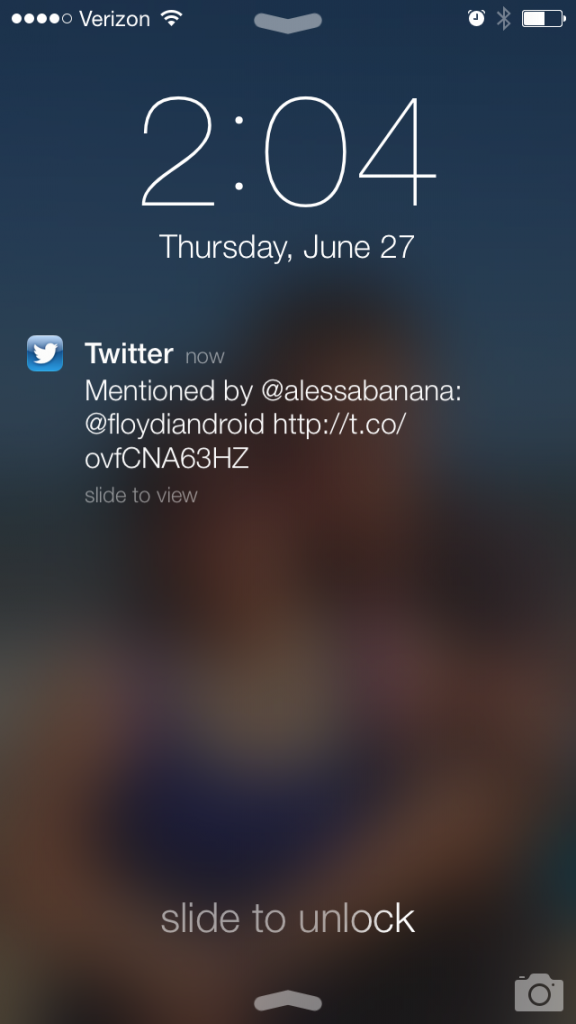 Verizon
2:04
Thursday, June 27
Twitter now
Mentioned by @alessabanana:
@floydiandroid http://t.co/
ovfCNA63HZ
slide to view
slide to unlock